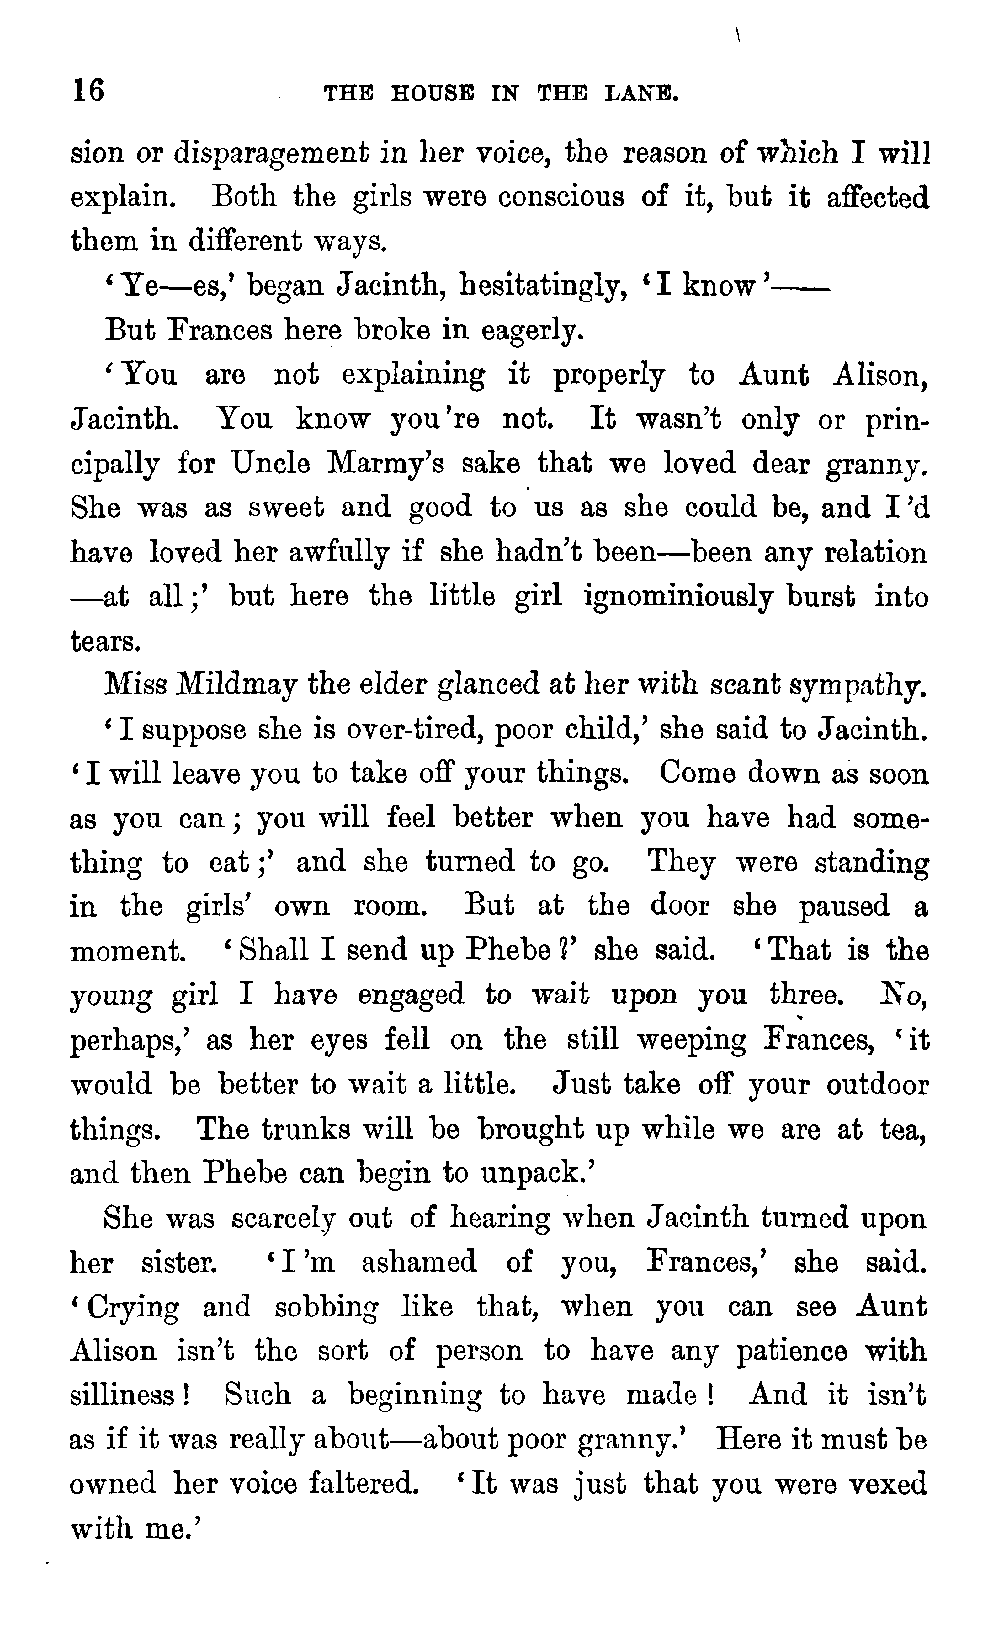 16 THE HOUSE IN THE LANE.
sion or disparagement in her voice, the reason of which I will
explain. Both the girls were conscious of it, but it affected
them in different ways.
‘Ye—es,’ began Jacinth, hesitatingly, ‘I know’——
But Frances here broke in eagerly.
‘You are not explaining it properly to Aunt Alison,
Jacinth. You know you’re not. It wasn’t only or prin-
cipally for Uncle Marmy’s sake that we loved dear granny.
She was as sweet and good to us as she could be, and I’d
have loved her awfully if she hadn’t been—been any relation
—at all;’ but here the little girl ignominiously burst into
tears.
Miss Mildmay the elder glanced at her with scant sympathy.
‘I suppose she is over-tired, poor child,’ she said to Jacinth.
‘I will leave you to take off your things. Come down as soon
as you can; you will feel better when you have had some-
thing to eat;’ and she turned to go. They were standing
in the girls’ own room. But at the door she paused a
moment. ‘Shall I send up Phebe?’ she said. ‘That is the
young girl I have engaged to wait upon you three. No,
perhaps,’ as her eyes fell on the still weeping Frances, ‘it
would be better to wait a little. Just take off your outdoor
things. The trunks will be brought up while we are at tea,
and then Phebe can begin to unpack.’
She was scarcely out of hearing when Jacinth turned upon
her sister. ‘I’m ashamed of you, Frances,’ she said.
‘Crying and sobbing like that, when you can see Aunt
Alison isn’t the sort of person to have any patience with
silliness! Such a beginning to have made! And it isn’t
as if it was really about—about poor granny.’ Here it must be
owned her voice faltered. ‘It was just that you were vexed
with me.’